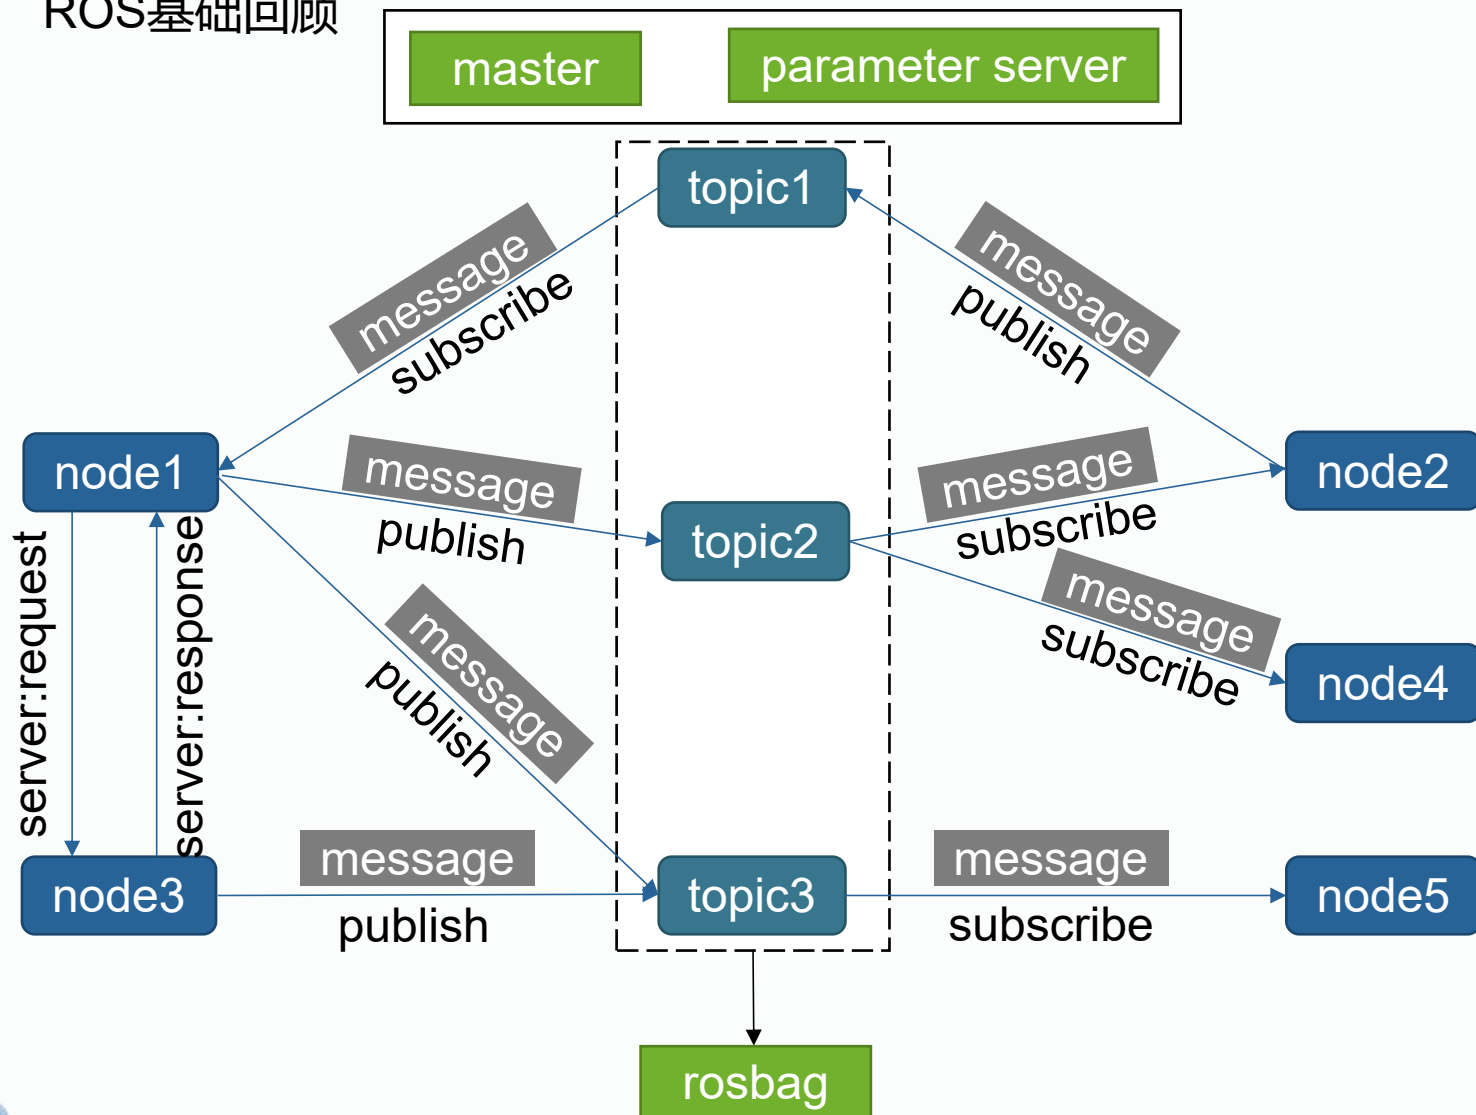 ROS基础回顾
master
parameter server
topic1
message
subscribe
message
publish
node1
message
publish
topic2
message
subscribe
node2
message
subscribe
node4
server:request
server:response
message
publish
node3
message
publish
topic3
message
subscribe
node5
rosbag